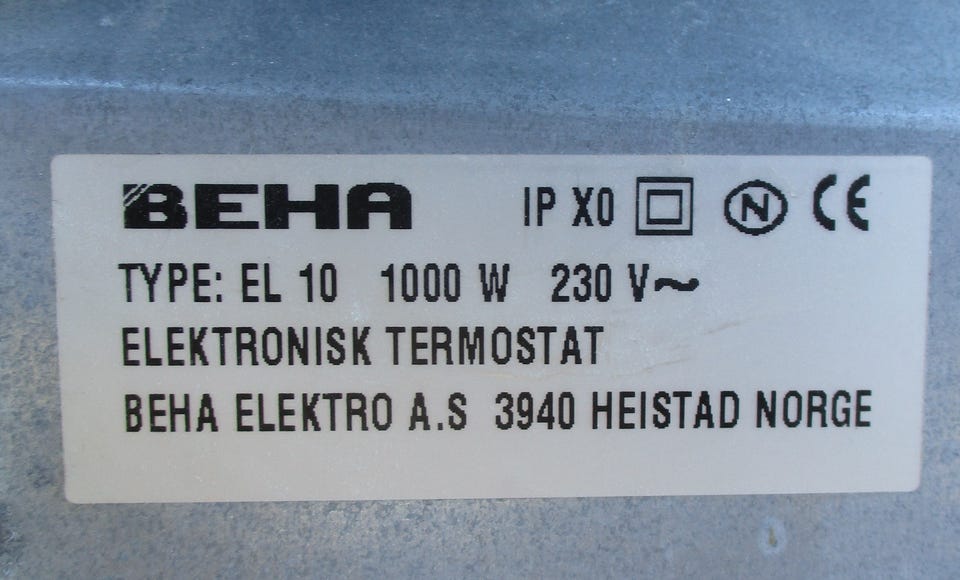 BEHA IP X0 N CE
TYPE: EL 10 1000 W 230 V~
ELEKTRONISK TERMOSTAT
BEHA ELEKTRO A.S 3940 HEISTAD NORGE